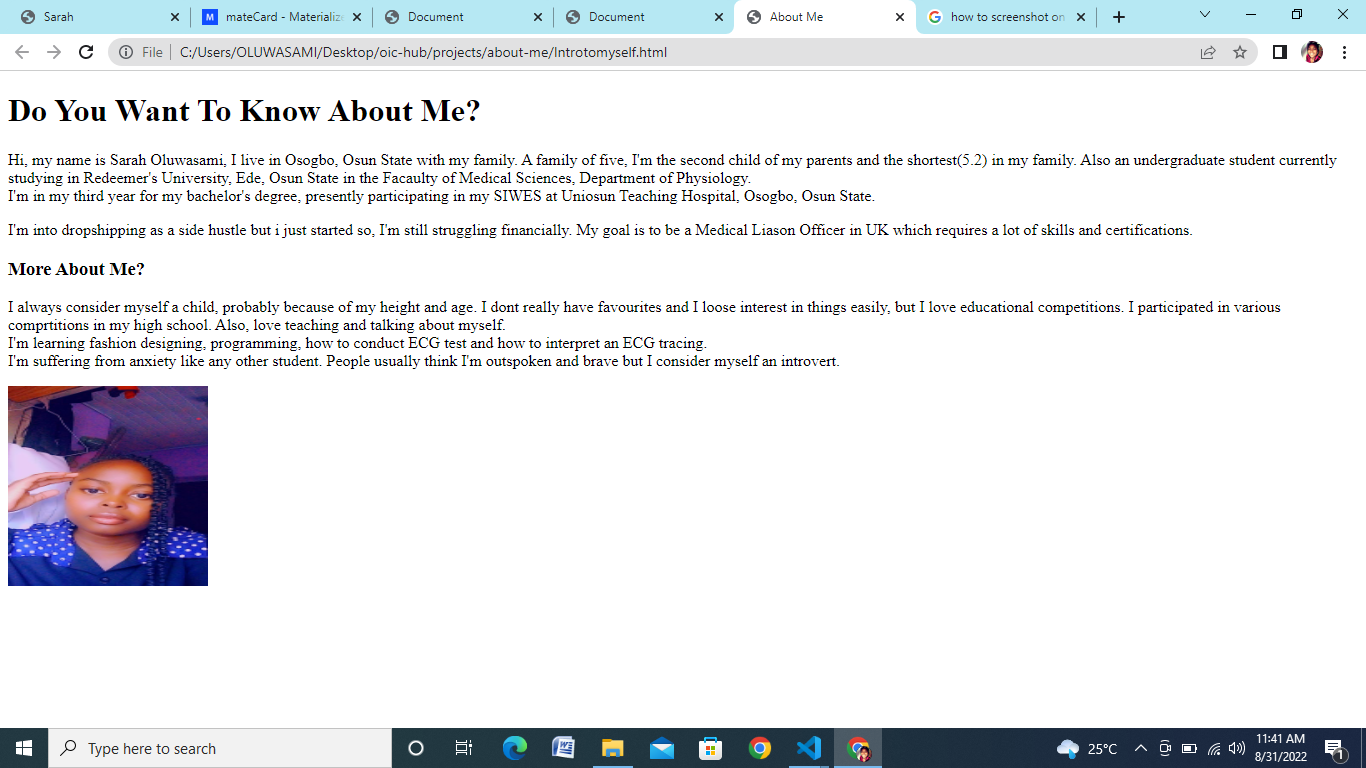 Sarah
mateCard - Materialize
Document
Document
About Me
how to screenshot on
File
C:/Users/OLUWASAMI/Desktop/oic-hub/projects/about-me/Introtomyself.html
Do You Want To Know About Me?
Hi, my name is Sarah Oluwasami, I live in Osogbo, Osun State with my family. A family of five, I'm the second child of my parents and the shortest(5.2) in my family. Also an undergraduate student currently
studying in Redeemer's University, Ede, Osun State in the Facaulty of Medical Sciences, Department of Physiology.
I'm in my third year for my bachelor's degree, presently participating in my SIWES at Uniosun Teaching Hospital, Osogbo, Osun State.
I'm into dropshipping as a side hustle but i just started so, I'm still struggling financially. My goal is to be a Medical Liason Officer in UK which requires a lot of skills and certifications.
More About Me?
I always consider myself a child, probably because of my height and age. I dont really have favourites and I loose interest in things easily, but I love educational competitions. I participated in various
comprtitions in my high school. Also, love teaching and talking about myself.
I'm learning fashion designing, programming, how to conduct ECG test and how to interpret an ECG tracing.
I'm suffering from anxiety like any other student. People usually think I'm outspoken and brave but I consider myself an introvert.
Type here to search
25°C
11:41 AM
8/31/2022
1